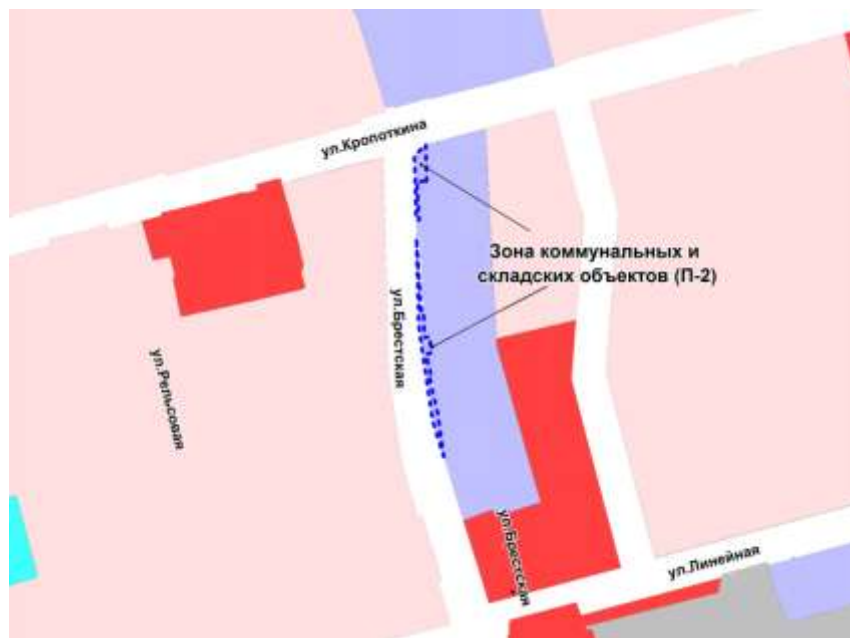 ул.Кропоткина
Зона коммунальных и
складских объектов (П-2)
ул.Брестская
ул.Рельсовая
ул.Брестская
ул.Линейная